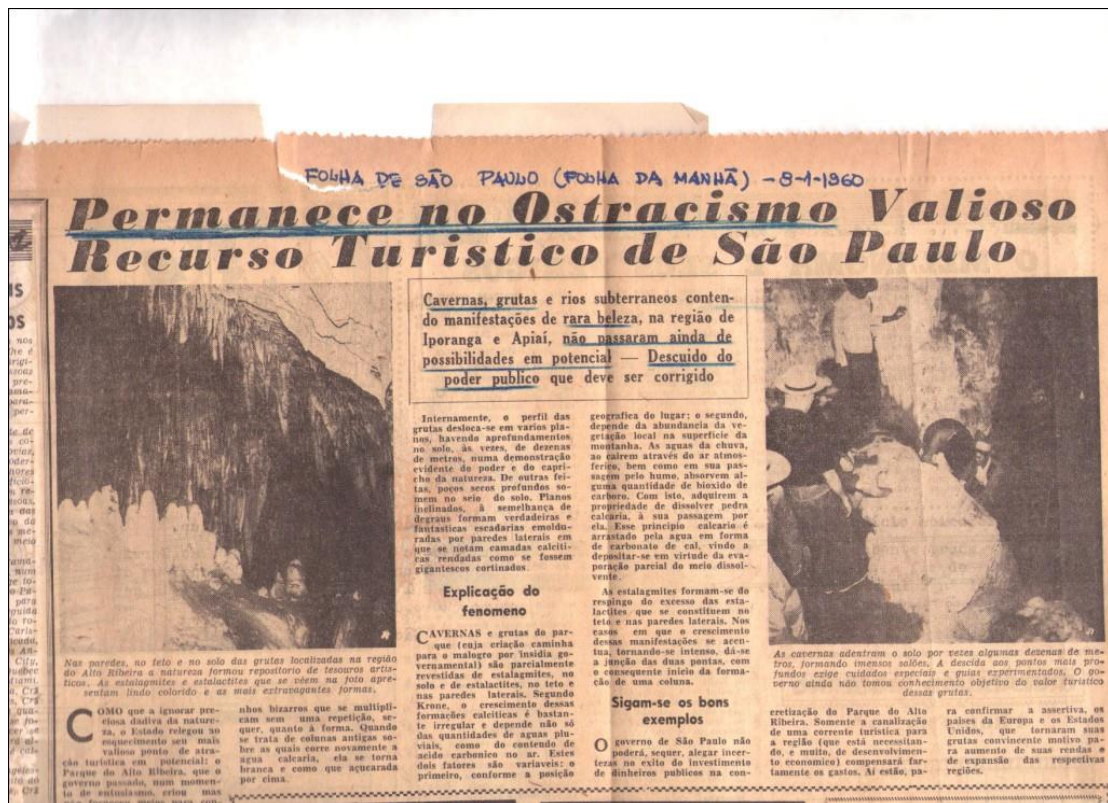 FOLHA DE SÃO PAULO (FOLHA DA MANHÃ) - 8-1-1960
Permanece no Ostracismo Valioso
Recurso Turistico de São Paulo
Cavernas, grutas e rios subterraneos conten-
do manifestações de rara beleza, na região de
Iporanga e Apiaí, não passaram ainda de
possibilidades em potencial — Descuido do
poder publico que deve ser corrigido
Nas paredes, no teto e no solo das grutas localizadas na região
do Alto Ribeira a natureza formou repositorio de tesouros artis-
ticos. As estalagmites e estalactites que se vêem na foto apre-
sentam lindo colorido e as mais extravagantes formas.
COMO que a ignorar pre-
ciosa dadiva da nature-
za, o Estado relegou ao
esquecimento seu mais
valioso ponto de atra-
ção turistica em potencial: o
Parque do Alto Ribeira, que o
governo passado, num momen-
to de entusiasmo, criou mas
não forneceu meios para con-
Internamente, o perfil das
grutas desloca-se em varios pla-
nos, havendo aprofundamentos
no solo, às vezes, de dezenas
de metros, numa demonstração
evidente do poder e do capri-
cho da natureza. De outras fei-
tas, poços secos profundos so-
mem no seio do solo. Planos
inclinados, à semelhança de
degraus formam verdadeiras e
fantasticas escadarias emoldu-
radas por paredes laterais em
que se notam camadas calciti-
cas rendadas como se fossem
gigantescos cortinados.
Explicação do
fenomeno
CAVERNAS e grutas do par-
que (cuja criação caminha
para o malogro por insidia go-
vernamental) são parcialmente
revestidas de estalagmites, no
solo e de estalactites, no teto e
nas paredes laterais. Segundo
Krone, o crescimento dessas
formações calciticas é bastan-
te irregular e depende não só
das quantidades de aguas plu-
viais, como do conteudo de
acido carbonico no ar. Estes
dois fatores são variaveis: o
primeiro, conforme a posição
nhos bizarros que se multipli-
cam sem uma repetição, se-
quer, quanto à forma. Quando
se trata de colunas antigas so-
bre as quais corre novamente a
agua calcaria, ela se torna
branca e como que açucarada
por cima.
geografica do lugar; o segundo,
depende da abundancia da ve-
getação local na superficie da
montanha. As aguas da chuva,
ao cairem através do ar atmos-
ferico, bem como em sua pas-
sagem pelo humo, absorvem al-
guma quantidade de bioxido de
carboro. Com isto, adquirem a
propriedade de dissolver pedra
calcaria, à sua passagem por
ela. Esse principio calcario é
arrastado pela agua em forma
de carbonato de cal, vindo a
depositar-se em virtude da eva-
poração parcial do meio dissol-
vente.
As estalagmites formam-se do
respingo do excesso das esta-
lactites que se constituem no
teto e nas paredes laterais. Nos
casos em que o crescimento
dessas manifestações se acen-
tua, tornando-se intenso, dá-se
a junção das duas pontas, com
o consequente inicio da forma-
ção de uma coluna.
Sigam-se os bons
exemplos
O governo de São Paulo não
poderá, sequer, alegar incer-
tezas no exito do investimento
de dinheiros publicos na con-
As cavernas adentram o solo por vezes algumas dezenas de me-
tros, formando imensos salões. A descida aos pontos mais pro-
fundos exige cuidados especiais e guias experimentados. O go-
verno ainda não tomou conhecimento objetivo do valor turistico
dessas grutas.
cretização do Parque do Alto
Ribeira. Somente a canalização
de uma corrente turistica para
a região (que está necessitan-
do, e muito, de desenvolvimen-
to economico) compensará far-
tamente os gastos. Aí estão, pa-
ra confirmar a assertiva, os
países da Europa e os Estados
Unidos, que tornaram suas
grutas convincente motivo pa-
ra aumento de suas rendas e
de expansão das respectivas
regiões.